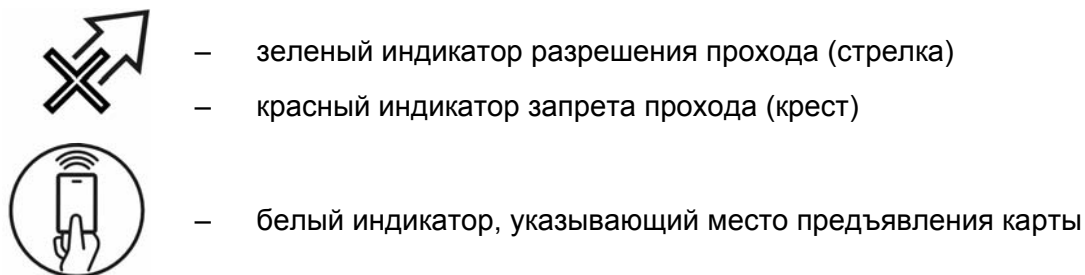 – зеленый индикатор разрешения прохода (стрелка)
– красный индикатор запрета прохода (крест)
– белый индикатор, указывающий место предъявления карты